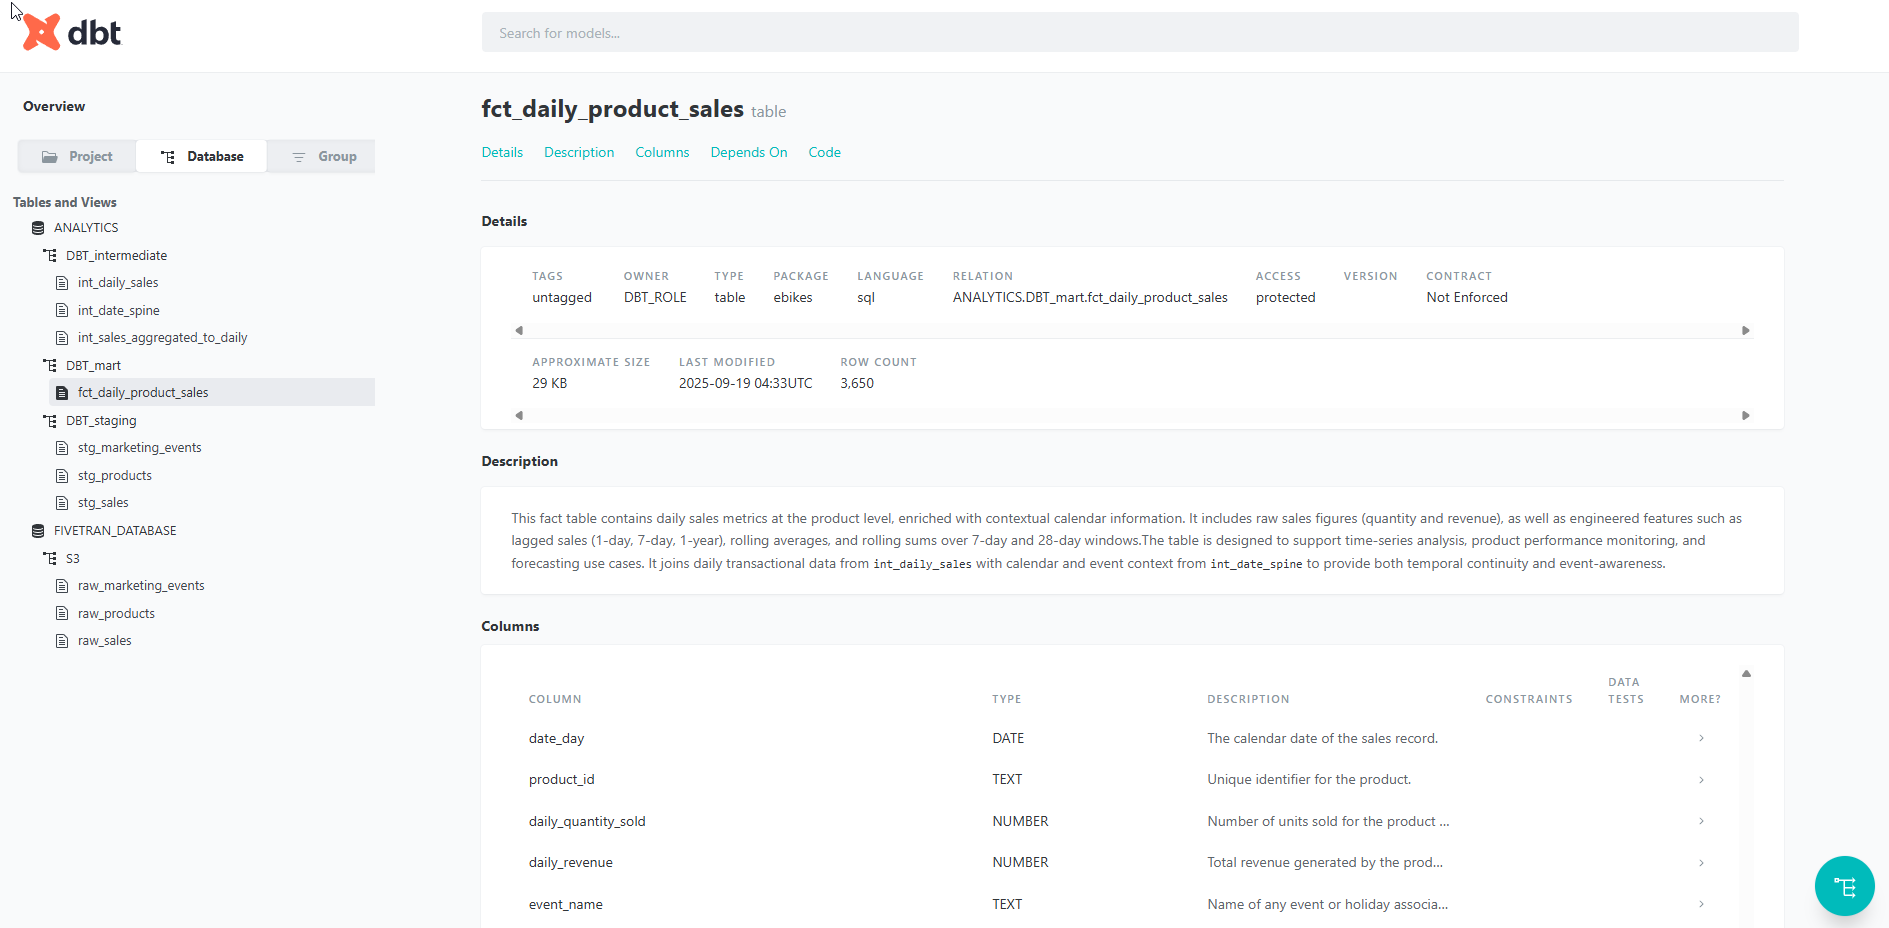 dbt
Search for models...
Overview
Project
Database
Group
Tables and Views
ANALYTICS
DBT_intermediate
int_daily_sales
int_date_spine
int_sales_aggregated_to_daily
DBT_mart
fct_daily_product_sales
DBT_staging
stg_marketing_events
stg_products
stg_sales
FIVETRAN_DATABASE
S3
raw_marketing_events
raw_products
raw_sales
fct_daily_product_sales table
Details Description Columns Depends On Code
Details
TAGS OWNER TYPE PACKAGE LANGUAGE RELATION ACCESS VERSION CONTRACT
untagged DBT_ROLE table ebikes sql ANALYTICS.DBT_mart.fct_daily_product_sales protected Not Enforced
APPROXIMATE SIZE LAST MODIFIED ROW COUNT
29 KB 2025-09-19 04:33UTC 3,650
Description
This fact table contains daily sales metrics at the product level, enriched with contextual calendar information. It includes raw sales figures (quantity and revenue), as well as engineered features such as
lagged sales (1-day, 7-day, 1-year), rolling averages, and rolling sums over 7-day and 28-day windows.The table is designed to support time-series analysis, product performance monitoring, and
forecasting use cases. It joins daily transactional data from int_daily_sales with calendar and event context from int_date_spine to provide both temporal continuity and event-awareness.
Columns
COLUMN TYPE DESCRIPTION CONSTRAINTS DATA TESTS MORE?
date_day DATE The calendar date of the sales record.
product_id TEXT Unique identifier for the product.
daily_quantity_sold NUMBER Number of units sold for the product ...
daily_revenue NUMBER Total revenue generated by the prod...
event_name TEXT Name of any event or holiday associa...